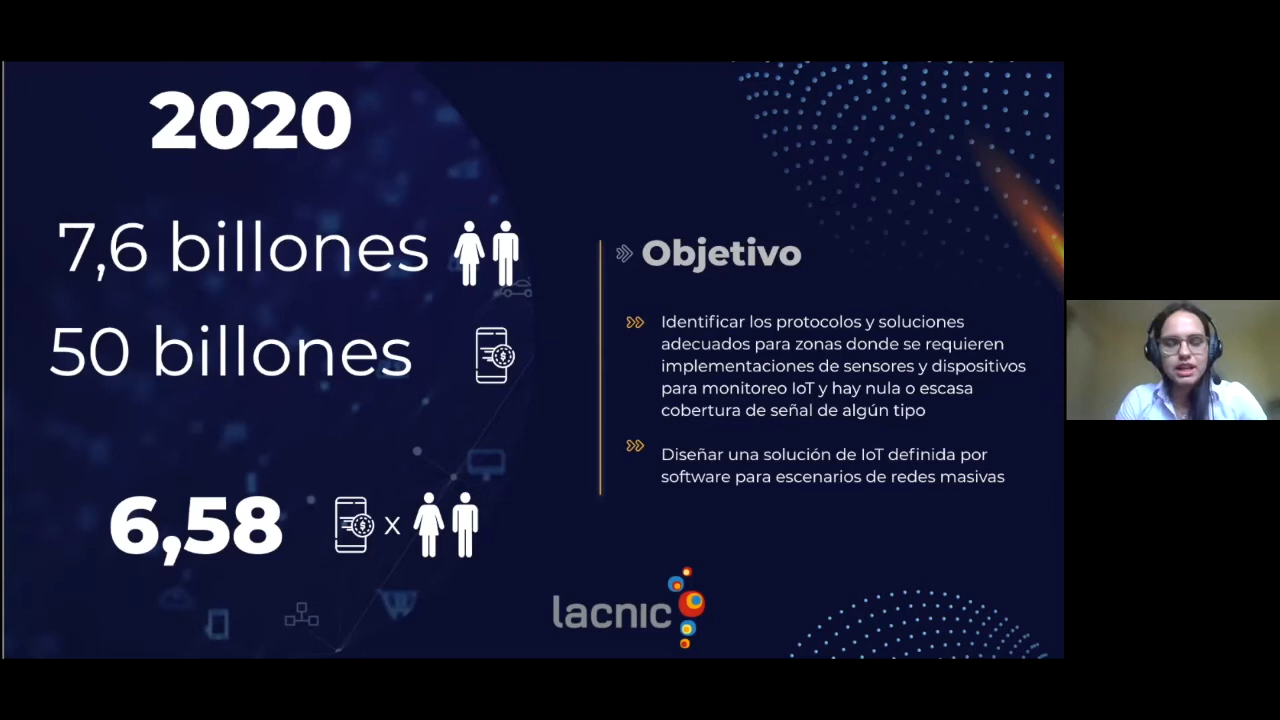 2020
7,6 billones
50 billones
6,58
x
Objetivo
Identificar los protocolos y soluciones
adecuados para zonas donde se requieren
implementaciones de sensores y dispositivos
para monitoreo IoT y hay nula o escasa
cobertura de señal de algún tipo
Diseñar una solución de IoT definida por
software para escenarios de redes masivas
lacnic